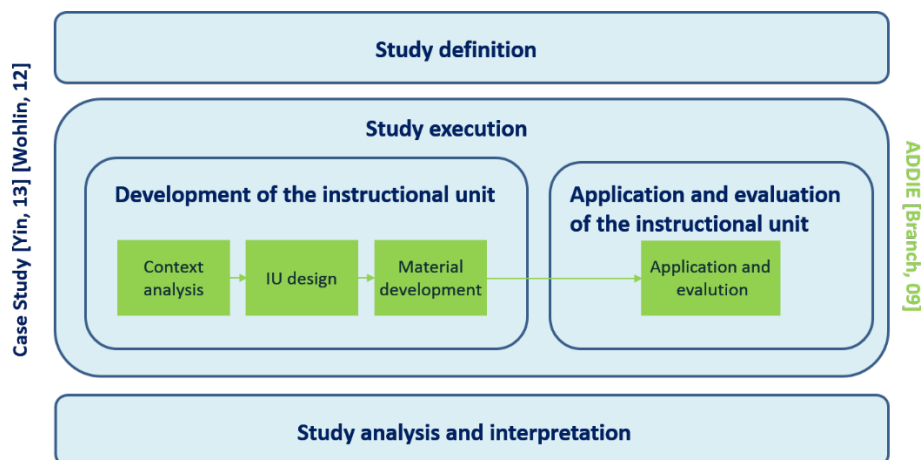 Study definition
Case Study [Yin, 13] [Wohlin, 12]
Study execution
Development of the instructional unit
Context
analysis
IU design
Material
development
Application and evaluation
of the instructional unit
Application and
evalution
ADDIE [Branch, 09]
Study analysis and interpretation